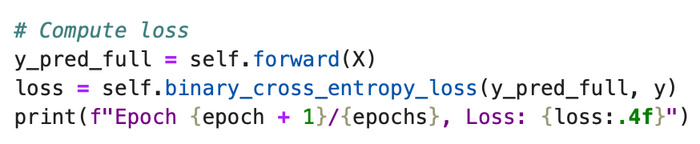 # Compute loss
y_pred_full = self.forward(X)
loss = self.binary_cross_entropy_loss(y_pred_full, y)
print(f"Epoch {epoch + 1}/{epochs}, Loss: {loss:.4f}")